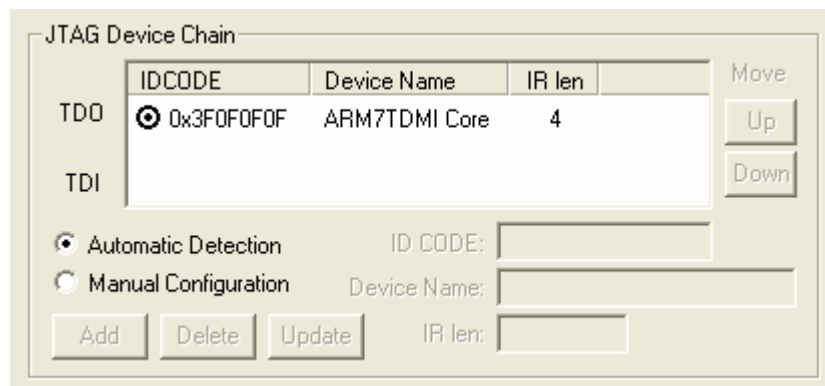 JTAG Device Chain
IDCODE Device Name IR len Move
TDO 0x3F0F0F0F ARM7TDMI Core 4 Up
TDI Down
Automatic Detection ID CODE:
Manual Configuration Device Name:
Add Delete Update IR len: